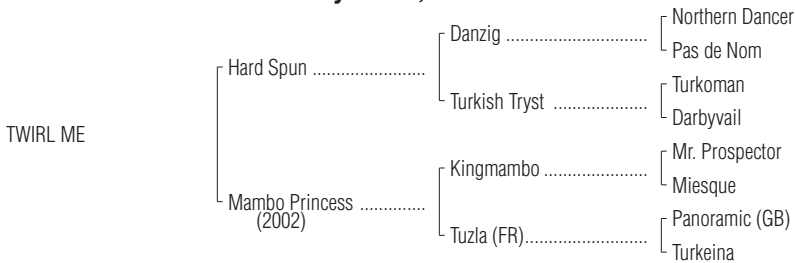 TWIRL ME
Hard Spun ........................
Mambo Princess ..............
(2002)
Danzig ..............................
Turkish Tryst ....................
Kingmambo ......................
Tuzla (FR)..........................
Northern Dancer
Pas de Nom
Turkoman
Darbyvail
Mr. Prospector
Miesque
Panoramic (GB)
Turkeina